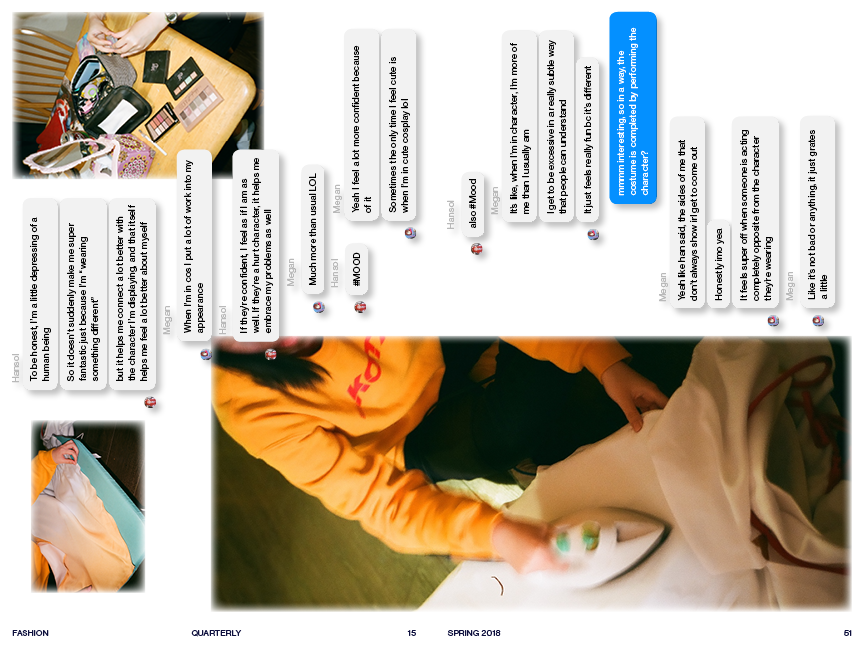 Hansol
To be honest, I'm a little depressing of a
human being
So it doesn't suddenly make me super
fantastic just because I'm "wearing
something different"
but it helps me connect a lot better with
the character I'm displaying, and that itself
helps me feel a lot better about myself
Megan
When I'm in cos I put a lot of work into my
appearance
Hansol
If they're confident, I feel as if I am as
well. If they're a hurt character, it helps me
embrace my problems as well
Megan
Much more than usual LOL
Hansol
#MOOD
Megan
Yeah I feel a lot more confident because
of it
Sometimes the only time I feel cute is
when I'm in cute cosplay lol
Hansol
also #Mood
Megan
It's like, when I'm in character, I'm more of
me than I usually am
I get to be excessive in a really subtle way
that people can understand
It just feels really fun bc it's different
mmmm interesting, so in a way, the
costume is completed by performing the
character?
Megan
Yeah like han said, the sides of me that
don't always show irl get to come out
Honestly imo yea
It feels super off when someone is acting
completely opposite from the character
they're wearing
Megan
Like it's not bad or anything, it just grates
a little
FASHION
QUARTERLY
15
SPRING 2018
51